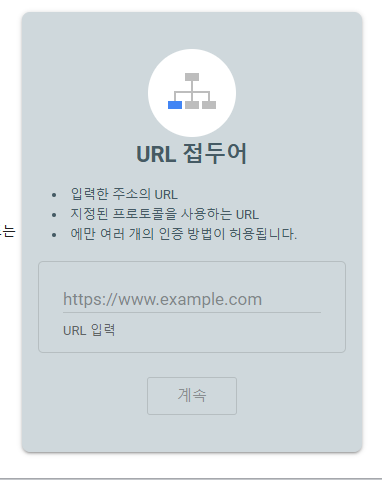 URL 접두어
입력한 주소의 URL
지정된 프로토콜을 사용하는 URL
에만 여러 개의 인증 방법이 허용됩니다.
https://www.example.com
URL 입력
계속